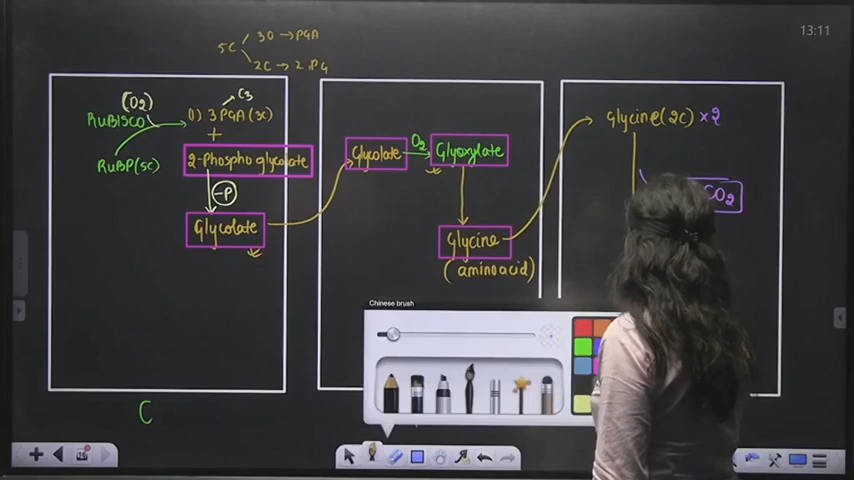 13:11
5C
3C → PGA
2C → 2.PG
(O2)
RuBISCO
C3
1) 3 PGA (3C)
+
RuBP(5C)
2-Phospho glycolate
-P
Glycolate
C
Glycolate
O2
Glyoxylate
Glycine
(aminoacid)
Glycine(2C) ×2
CO2
Chinese brush